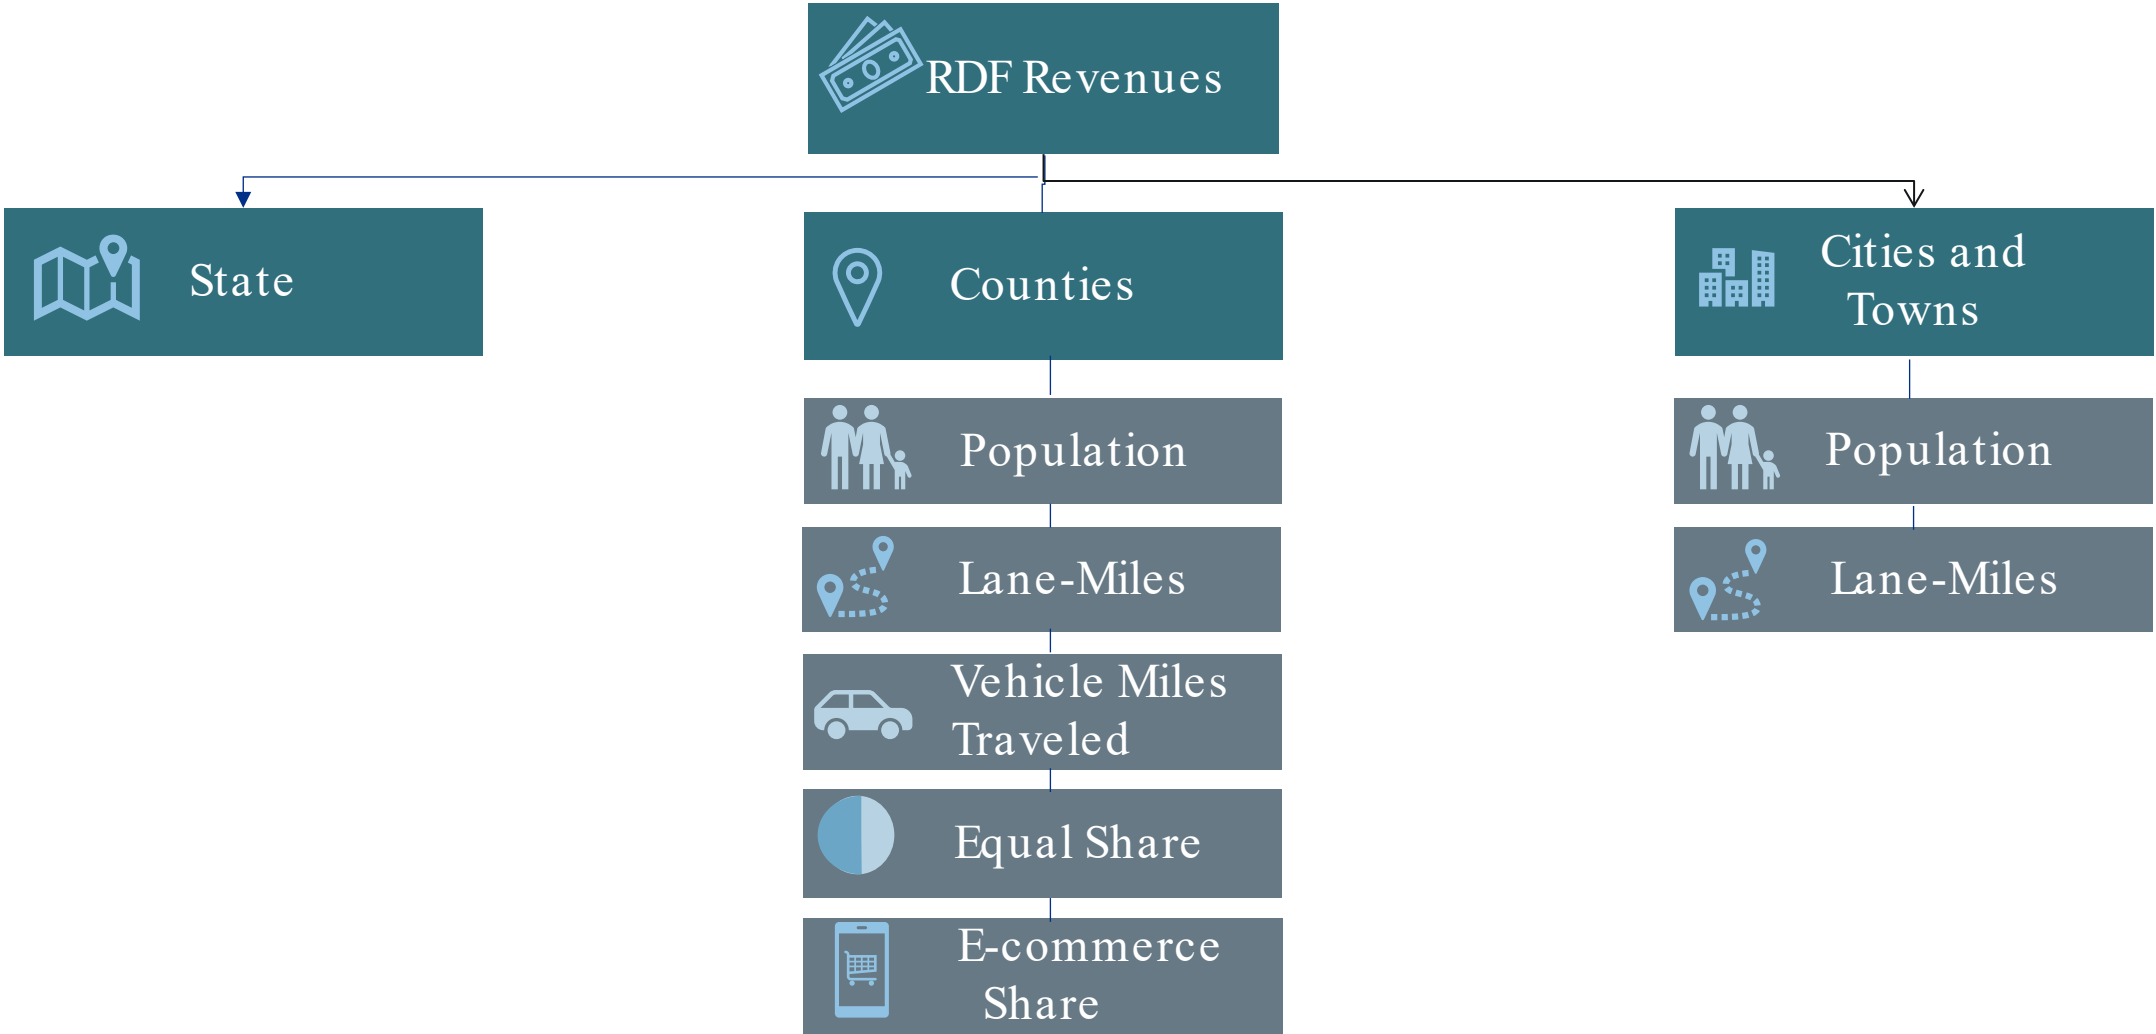 RDF Revenues
State
Counties
Cities and
Towns
Population
Population
Lane-Miles
Lane-Miles
Vehicle Miles
Traveled
Equal Share
E-commerce
Share